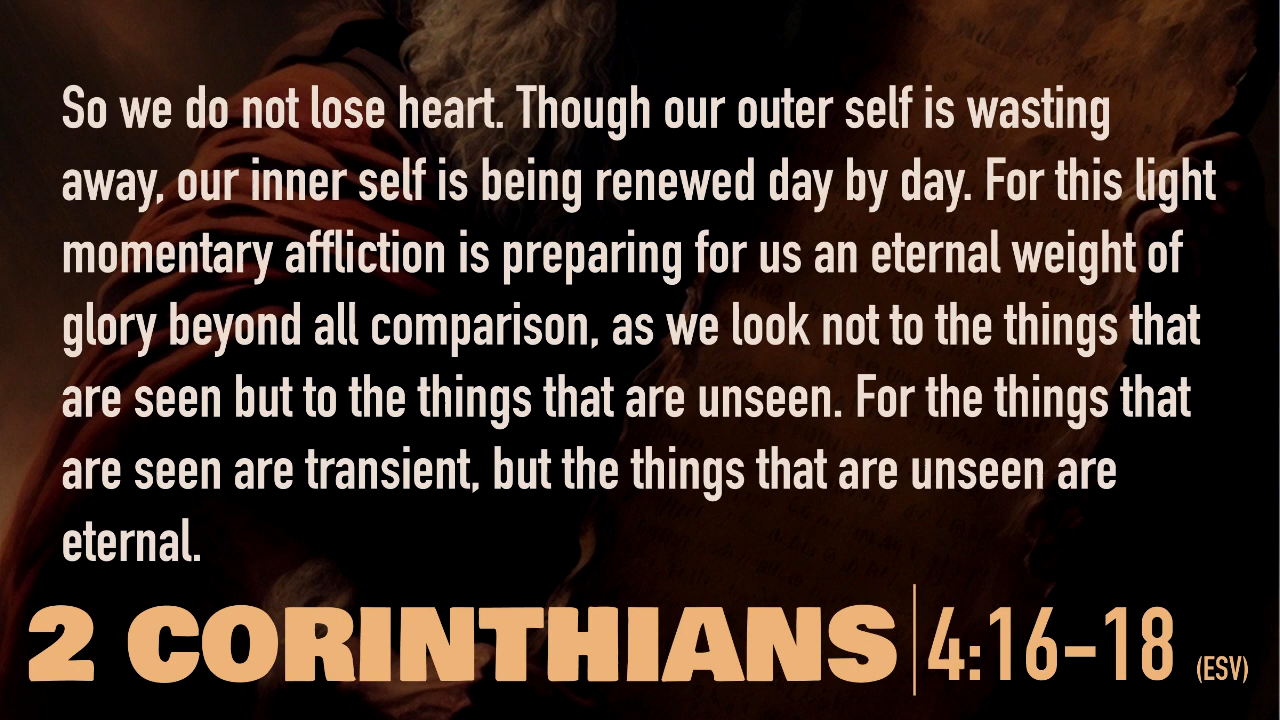 So we do not lose heart. Though our outer self is wasting
away, our inner self is being renewed day by day. For this light
momentary affliction is preparing for us an eternal weight of
glory beyond all comparison, as we look not to the things that
are seen but to the things that are unseen. For the things that
are seen are transient, but the things that are unseen are
eternal.
2 CORINTHIANS 4:16–18 (ESV)